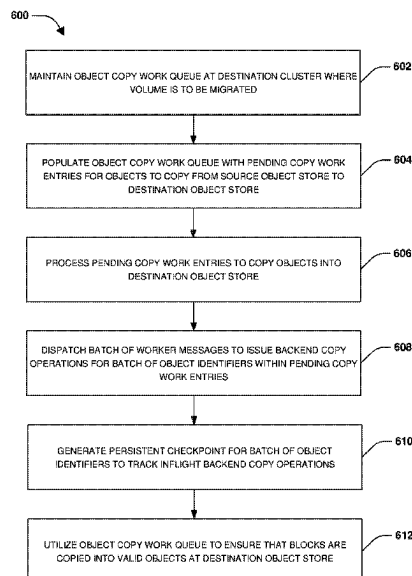 600
MAINTAIN OBJECT COPY WORK QUEUE AT DESTINATION CLUSTER WHERE
VOLUME IS TO BE MIGRATED
602
POPULATE OBJECT COPY WORK QUEUE WITH PENDING COPY WORK
ENTRIES FOR OBJECTS TO COPY FROM SOURCE OBJECT STORE TO
DESTINATION OBJECT STORE
604
PROCESS PENDING COPY WORK ENTRIES TO COPY OBJECTS INTO
DESTINATION OBJECT STORE
606
DISPATCH BATCH OF WORKER MESSAGES TO ISSUE BACKEND COPY
OPERATIONS FOR BATCH OF OBJECT IDENTIFIERS WITHIN PENDING COPY
WORK ENTRIES
608
GENERATE PERSISTENT CHECKPOINT FOR BATCH OF OBJECT
IDENTIFIERS TO TRACK INFLIGHT BACKEND COPY OPERATIONS
610
UTILIZE OBJECT COPY WORK QUEUE TO ENSURE THAT BLOCKS ARE
COPIED INTO VALID OBJECTS AT DESTINATION OBJECT STORE
612